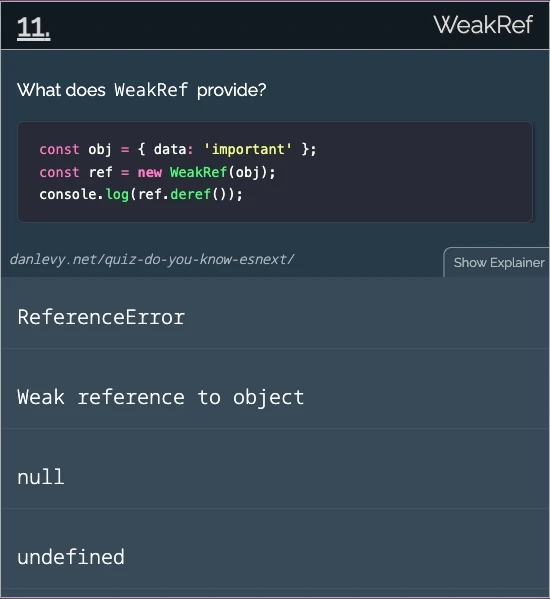 11.
WeakRef
What does WeakRef provide?
const obj = { data: 'important' };
const ref = new WeakRef(obj);
console.log(ref.deref());
danlevy.net/quiz-do-you-know-esnext/
Show Explainer
ReferenceError
Weak reference to object
null
undefined